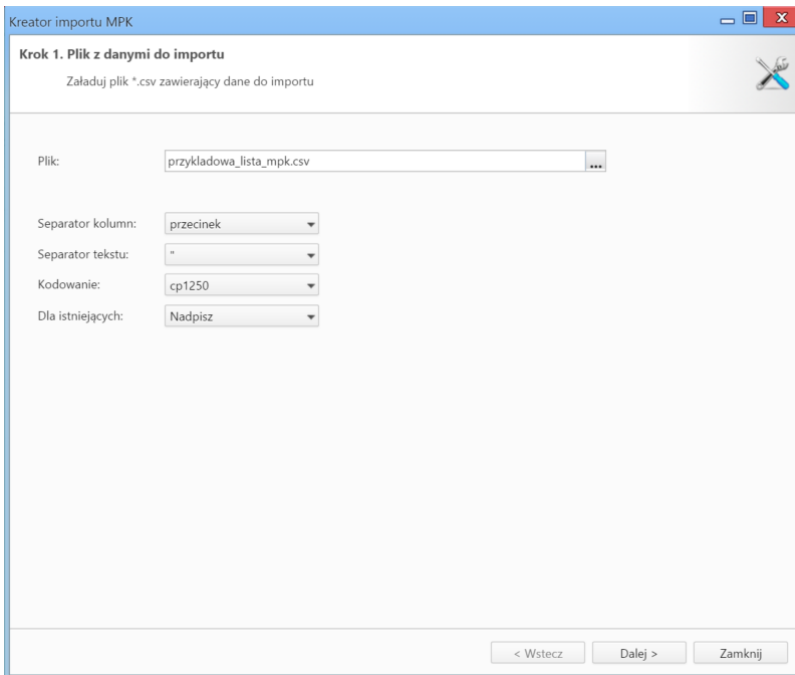 Kreator importu MPK
Krok 1. Plik z danymi do importu
Załaduj plik *.csv zawierający dane do importu
Plik: przykladowa_lista_mpk.csv ...
Separator kolumn: przecinek
Separator tekstu: "
Kodowanie: cp1250
Dla istniejących: Nadpisz
< Wstecz Dalej > Zamknij